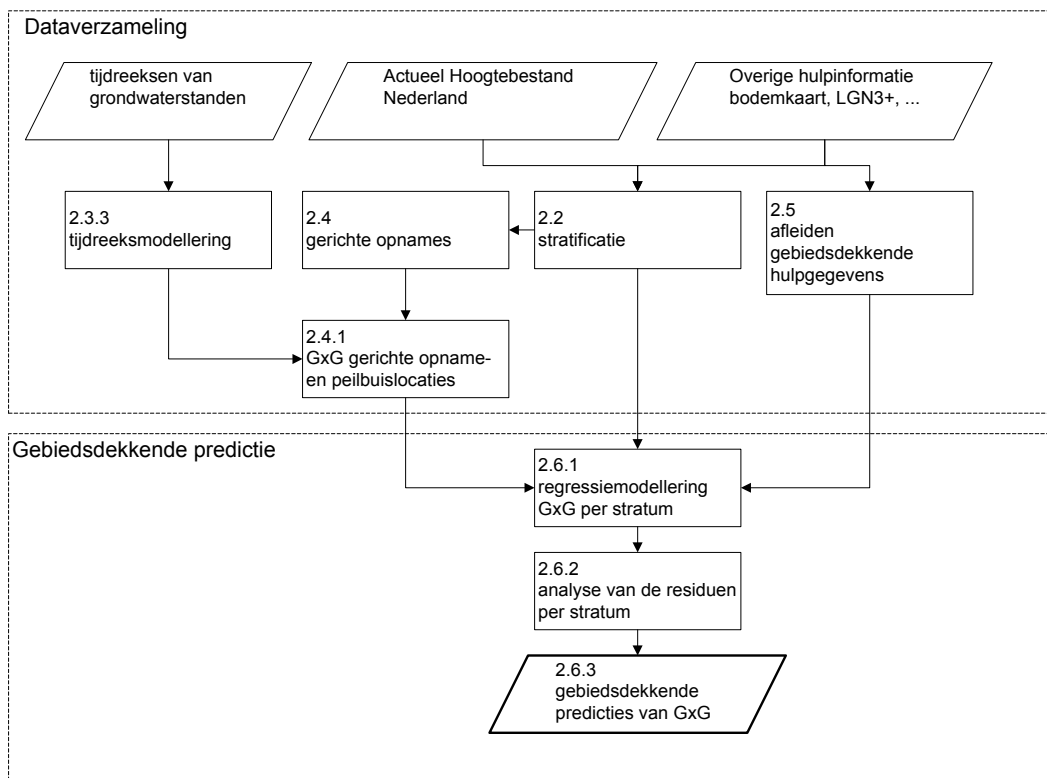 Dataverzameling
tijdreeksen van
grondwaterstanden
Actueel Hoogtebestand
Nederland
Overige hulpinformatie
bodemkaart, LGN3+, ...
2.3.3
tijdreeksmodellering
2.4
gerichte opnames
2.2
stratificatie
2.5
afleiden
gebiedsdekkende
hulpgegevens
2.4.1
GxG gerichte opname-
en peilbuislocaties
Gebiedsdekkende predictie
2.6.1
regressiemodellering
GxG per stratum
2.6.2
analyse van de residuen
per stratum
2.6.3
gebiedsdekkende
predicties van GxG